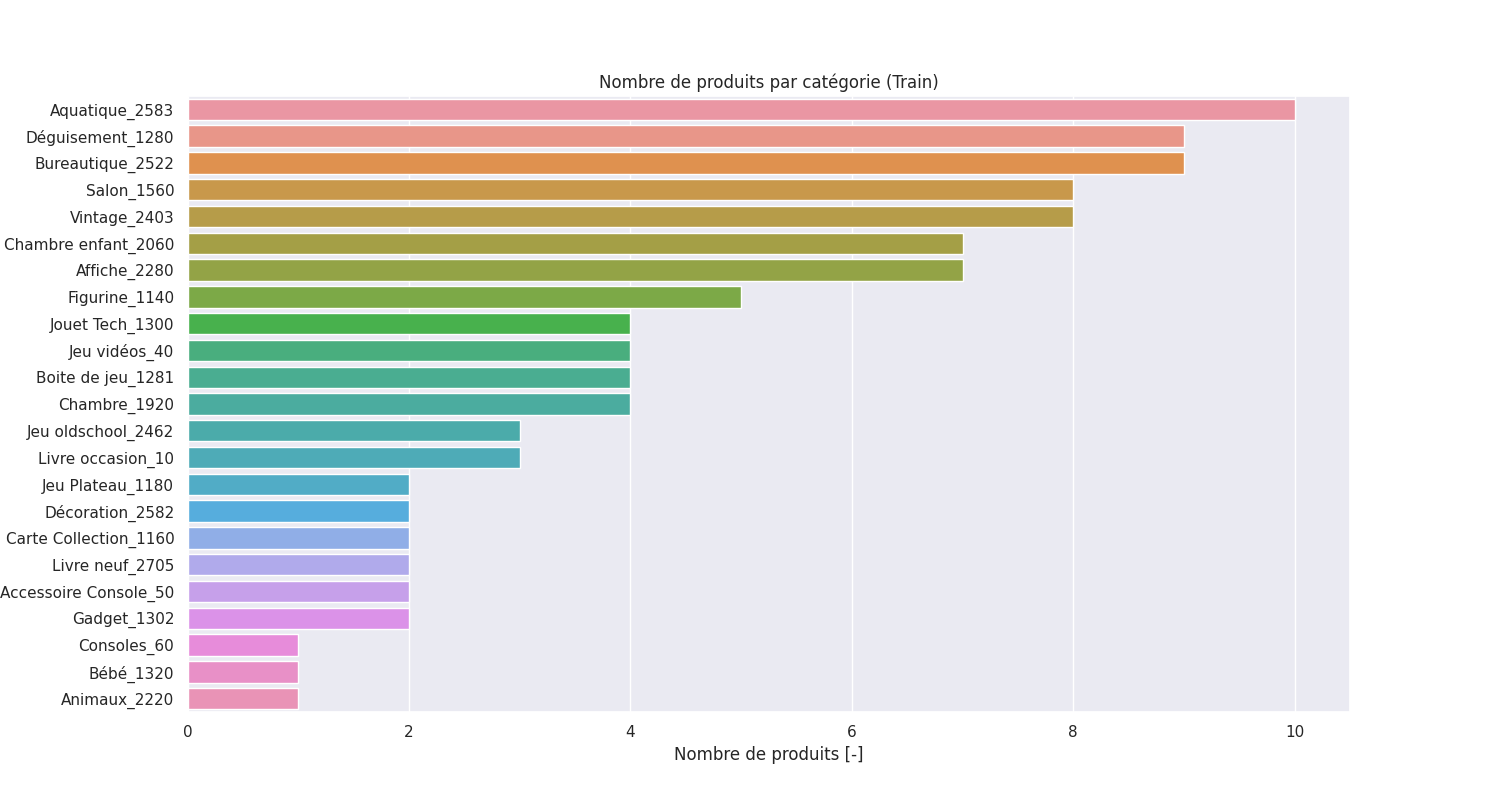 Nombre de produits par catégorie (Train)
Aquatique_2583
Déguisement_1280
Bureautique_2522
Salon_1560
Vintage_2403
Chambre enfant_2060
Affiche_2280
Figurine_1140
Jouet Tech_1300
Jeu vidéos_40
Boite de jeu_1281
Chambre_1920
Jeu oldschool_2462
Livre occasion_10
Jeu Plateau_1180
Décoration_2582
Carte Collection_1160
Livre neuf_2705
Accessoire Console_50
Gadget_1302
Consoles_60
Bébé_1320
Animaux_2220
0 2 4 6 8 10
Nombre de produits [-]